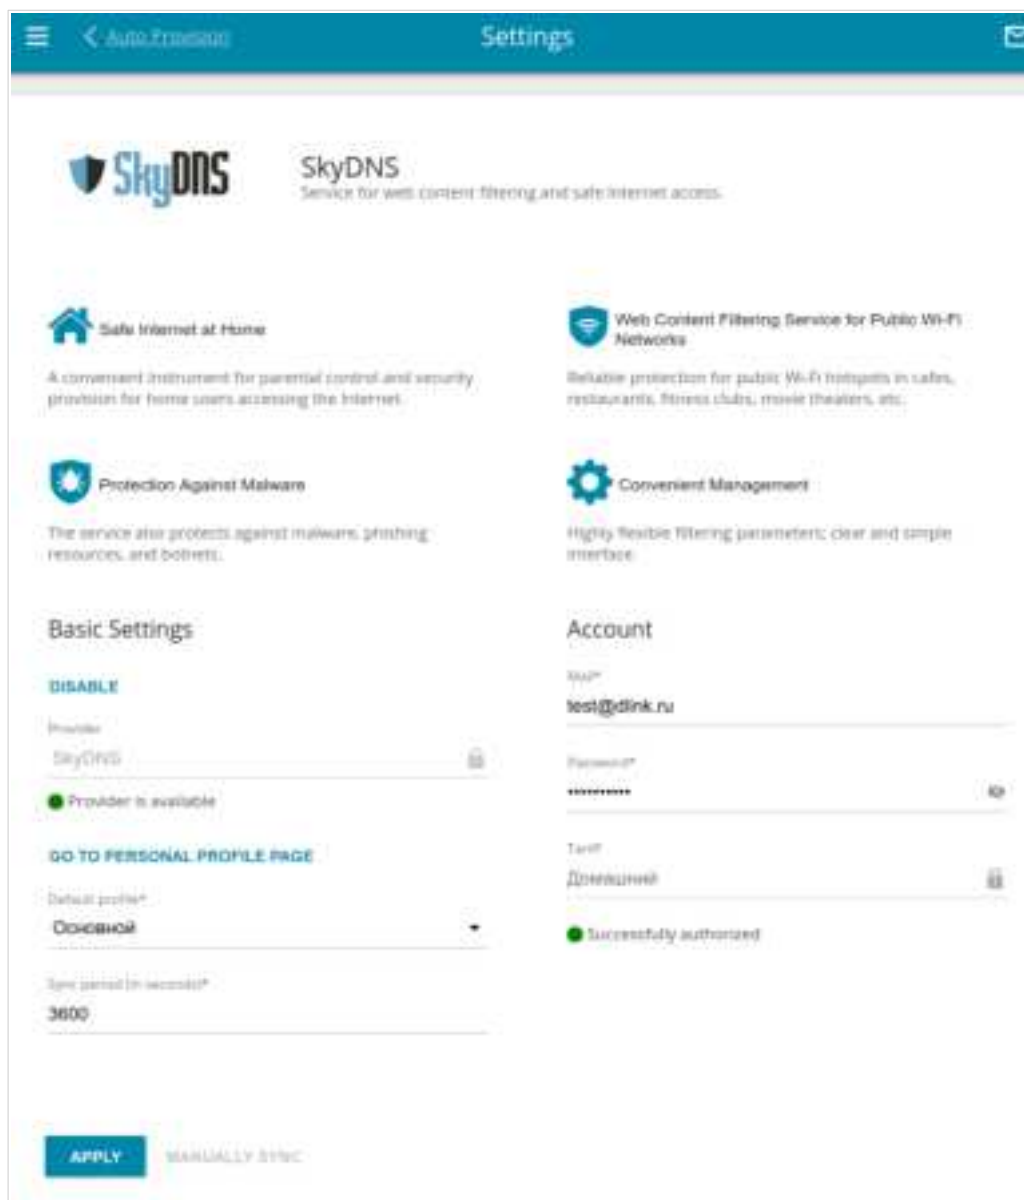 Auto Provision
Settings
SkyDNS
SkyDNS
Service for web content filtering and safe Internet access.
Safe Internet at Home
A convenient instrument for parental control and security
provision for home users accessing the Internet.
Web Content Filtering Service for Public Wi-Fi
Networks
Reliable protection for public Wi-Fi hotspots in cafes,
restaurants, fitness clubs, movie theaters, etc.
Protection Against Malware
The service also protects against malware, phishing
resources, and botnets.
Convenient Management
Highly flexible filtering parameters; clear and simple
interface.
Basic Settings
DISABLE
Provider
SkyDNS
Provider is available
GO TO PERSONAL PROFILE PAGE
Default profile*
Основной
Sync period (in seconds)*
3600
Account
Mail*
test@dlink.ru
Password*
••••••••••
Tariff
Домашний
Successfully authorized
APPLY
MANUALLY SYNC